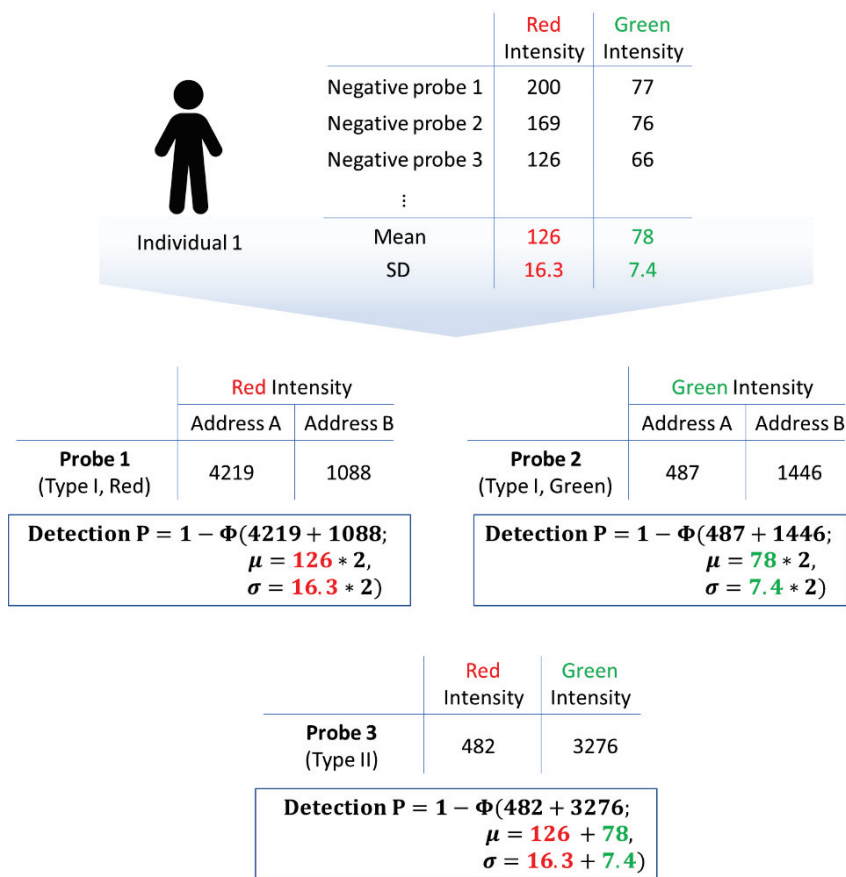 Red Green
Intensity Intensity
Negative probe 1 200 77
Negative probe 2 169 76
Negative probe 3 126 66
⋮
Individual 1
Mean 126 78
SD 16.3 7.4
Red Intensity
Address A Address B
Probe 1
(Type I, Red)
4219 1088
Detection P = 1 − Φ(4219 + 1088;
μ = 126 * 2,
σ = 16.3 * 2)
Green Intensity
Address A Address B
Probe 2
(Type I, Green)
487 1446
Detection P = 1 − Φ(487 + 1446;
μ = 78 * 2,
σ = 7.4 * 2)
Red Green
Intensity Intensity
Probe 3
(Type II)
482 3276
Detection P = 1 − Φ(482 + 3276;
μ = 126 + 78,
σ = 16.3 + 7.4)